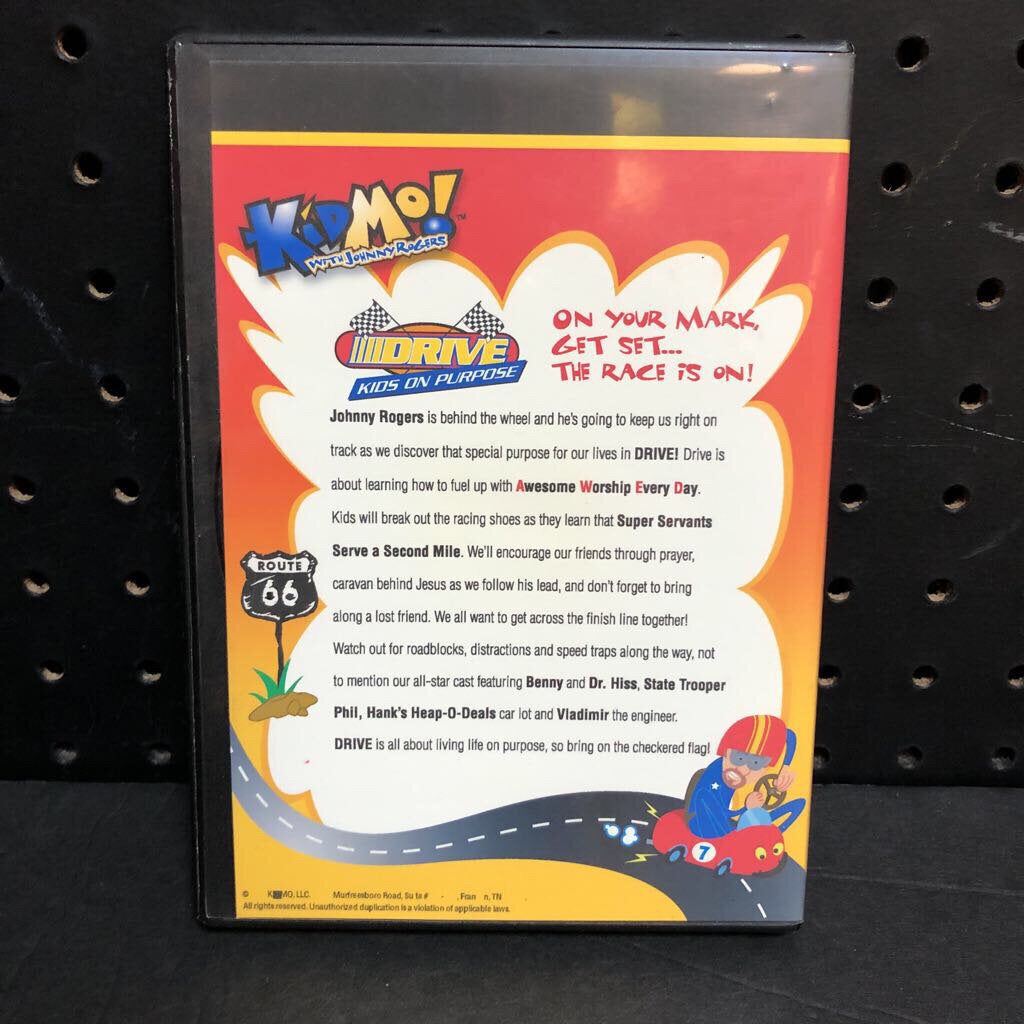 KiDMO! ™
WITH JOHNNY ROGERS
DRIVE
KIDS ON PURPOSE
ON YOUR MARK,
GET SET...
THE RACE IS ON!
Johnny Rogers is behind the wheel and he's going to keep us right on
track as we discover that special purpose for our lives in DRIVE! Drive is
about learning how to fuel up with Awesome Worship Every Day.
Kids will break out the racing shoes as they learn that Super Servants
Serve a Second Mile. We'll encourage our friends through prayer,
caravan behind Jesus as we follow his lead, and don't forget to bring
along a lost friend. We all want to get across the finish line together!
Watch out for roadblocks, distractions and speed traps along the way, not
to mention our all-star cast featuring Benny and Dr. Hiss, State Trooper
Phil, Hank's Heap-O-Deals car lot and Vladimir the engineer.
DRIVE is all about living life on purpose, so bring on the checkered flag!
ROUTE
66
7
© MO, LLC. Murfreesboro Road, #, TN
All rights reserved. Unauthorized duplication is a violation of applicable laws.